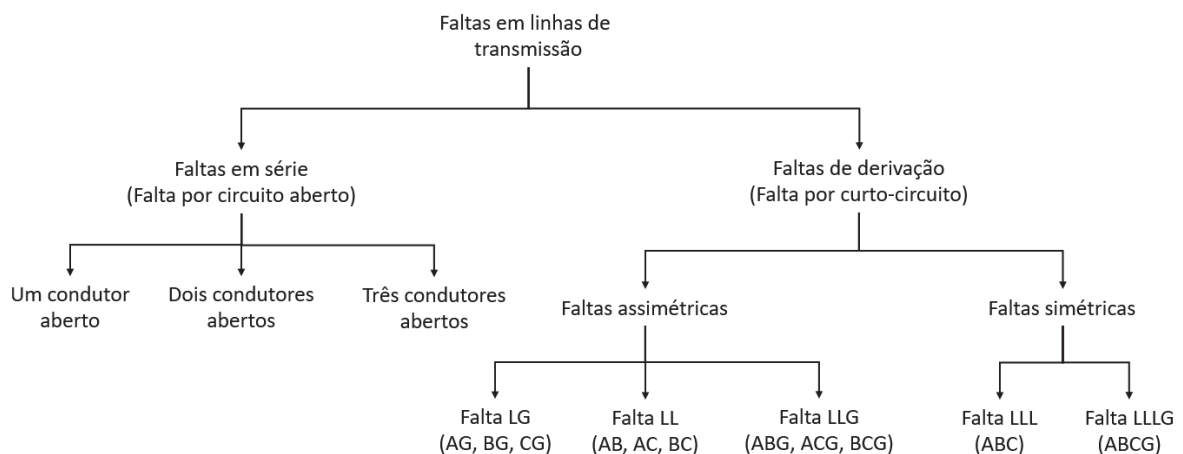 Faltas em linhas de
transmissão
Faltas em série
(Falta por circuito aberto)
Faltas de derivação
(Falta por curto-circuito)
Um condutor
aberto
Dois condutores
abertos
Três condutores
abertos
Faltas assimétricas
Faltas simétricas
Falta LG
(AG, BG, CG)
Falta LL
(AB, AC, BC)
Falta LLG
(ABG, ACG, BCG)
Falta LLL
(ABC)
Falta LLLG
(ABCG)